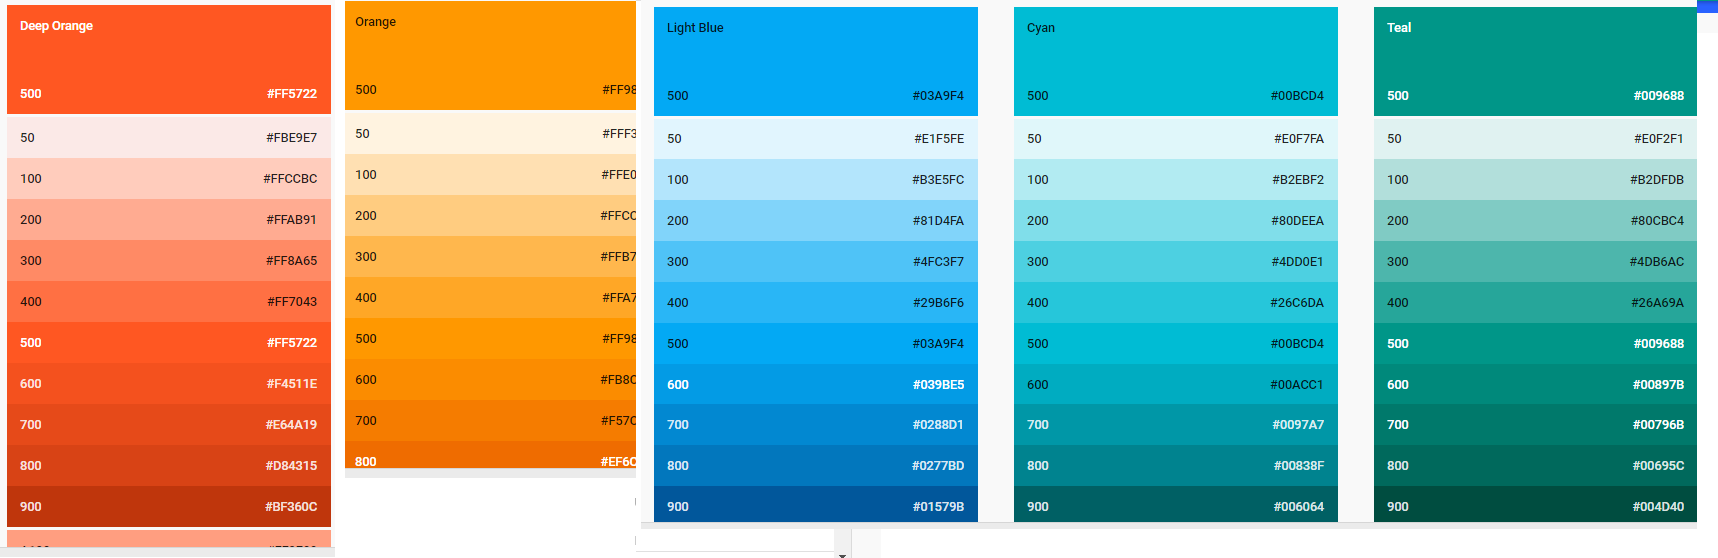 Deep Orange
500 #FF5722
50 #FBE9E7
100 #FFCCBC
200 #FFAB91
300 #FF8A65
400 #FF7043
500 #FF5722
600 #F4511E
700 #E64A19
800 #D84315
900 #BF360C
Orange
500 #FF98
50 #FFF3
100 #FFE0
200 #FFCC
300 #FFB7
400 #FFA7
500 #FF98
600 #FB8C
700 #F57C
800 #EF6C
Light Blue
500 #03A9F4
50 #E1F5FE
100 #B3E5FC
200 #81D4FA
300 #4FC3F7
400 #29B6F6
500 #03A9F4
600 #039BE5
700 #0288D1
800 #0277BD
900 #01579B
Cyan
500 #00BCD4
50 #E0F7FA
100 #B2EBF2
200 #80DEEA
300 #4DD0E1
400 #26C6DA
500 #00BCD4
600 #00ACC1
700 #0097A7
800 #00838F
900 #006064
Teal
500 #009688
50 #E0F2F1
100 #B2DFDB
200 #80CBC4
300 #4DB6AC
400 #26A69A
500 #009688
600 #00897B
700 #00796B
800 #00695C
900 #004D40